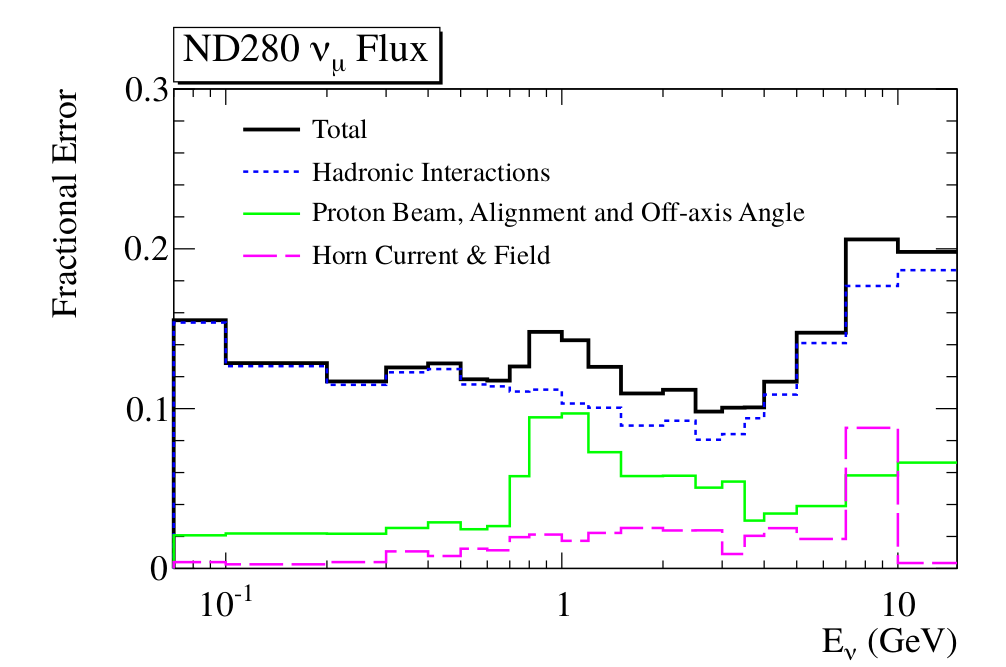 ND280 νμ Flux
Fractional Error
0.3
0.2
0.1
0
Total
Hadronic Interactions
Proton Beam, Alignment and Off-axis Angle
Horn Current & Field
10-1
1
10
Eν (GeV)